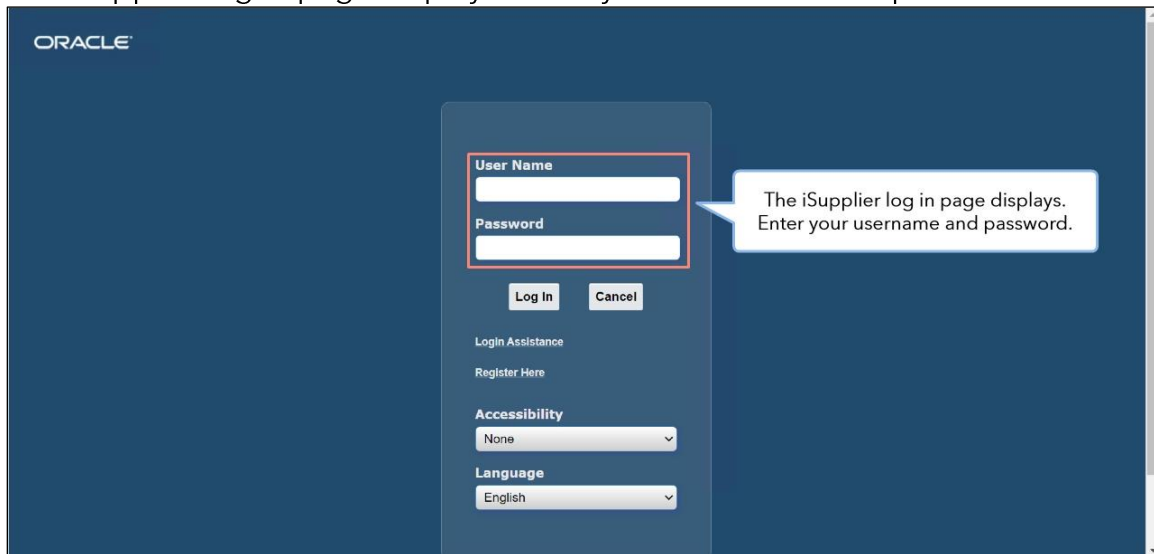 ORACLE
User Name
The iSupplier log in page displays.
Enter your username and password.
Password
Log In Cancel
Login Assistance
Register Here
Accessibility
None
Language
English